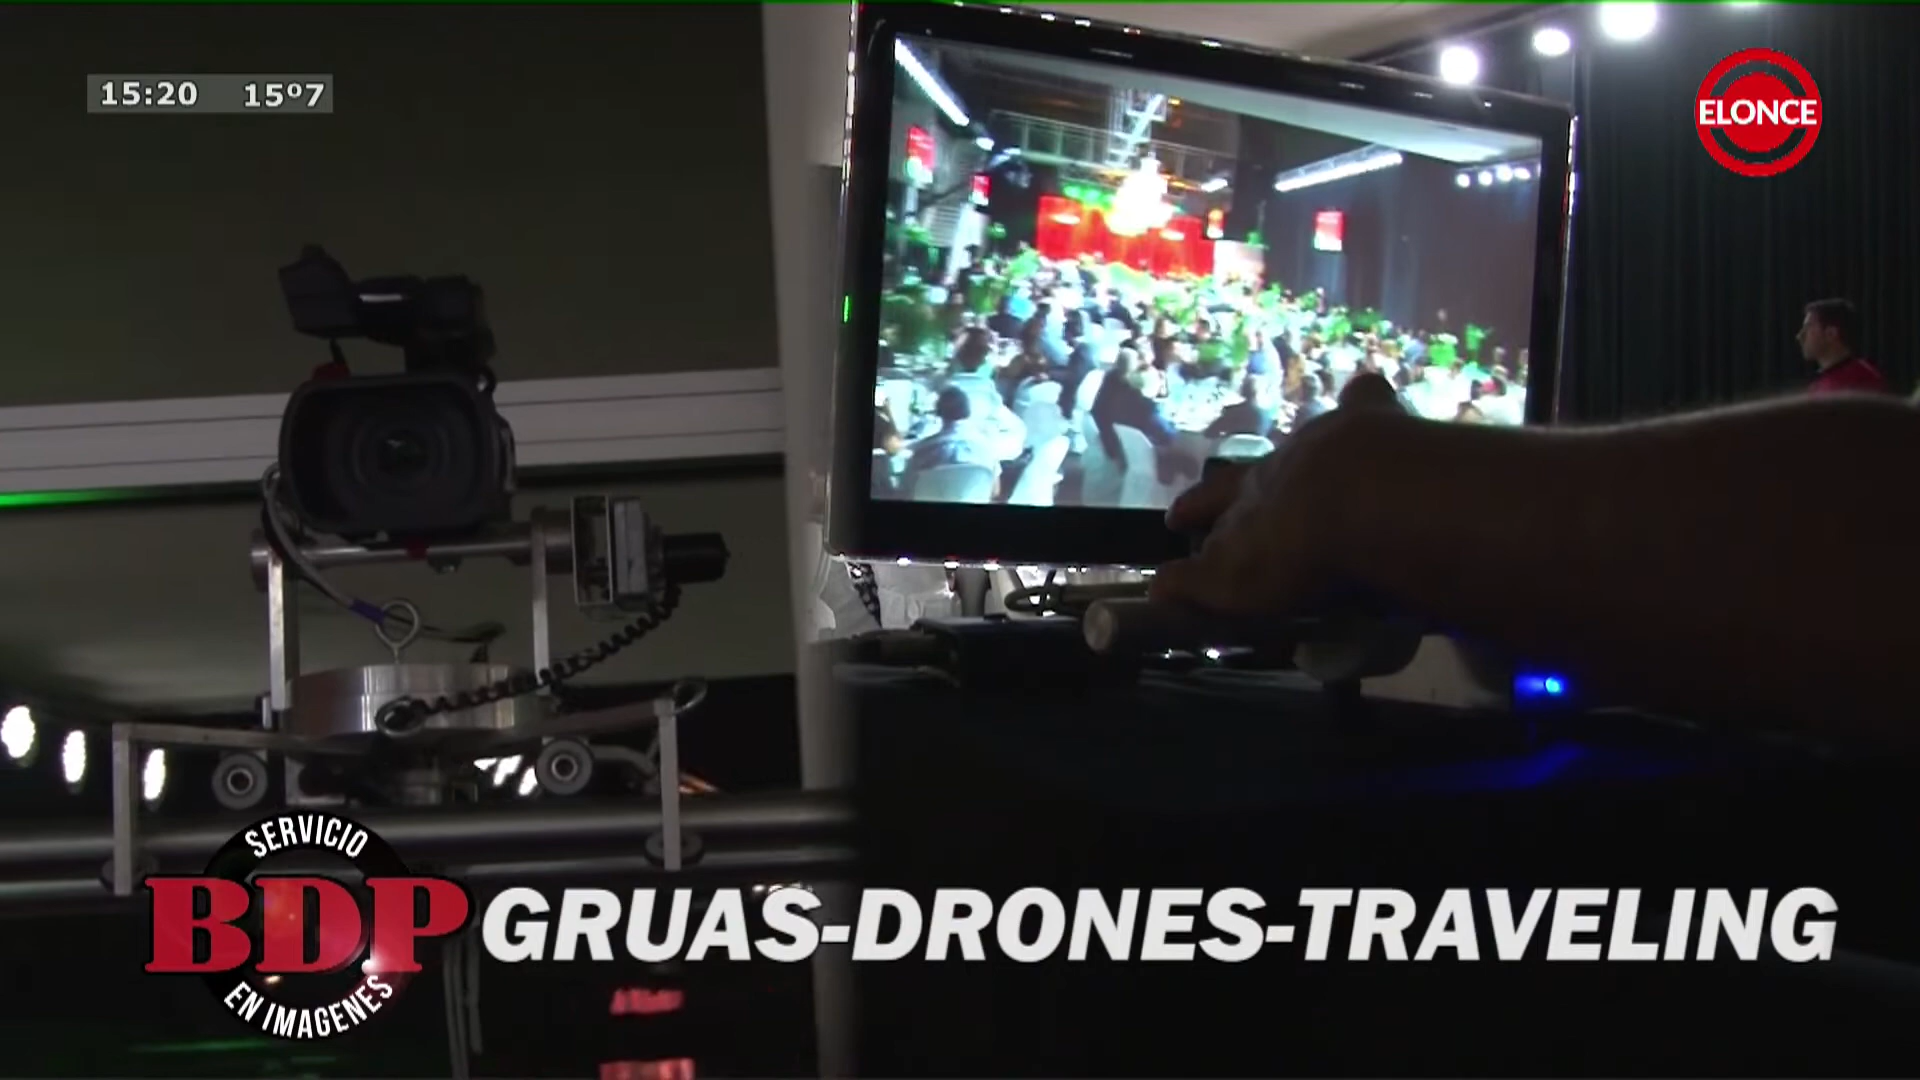 15:20 15º7
ELONCE
SERVICIO
BDP
EN IMAGENES
GRUAS-DRONES-TRAVELING